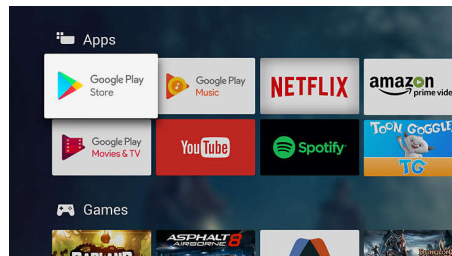 Apps
Google Play
Store
Google Play
Music
NETFLIX
amazon
prime vide
Google Play
Movies & TV
YouTube
Spotify
TOON GOGGLE
TG
Games
BADLAND
ASPHALT 8
AIRBORNE